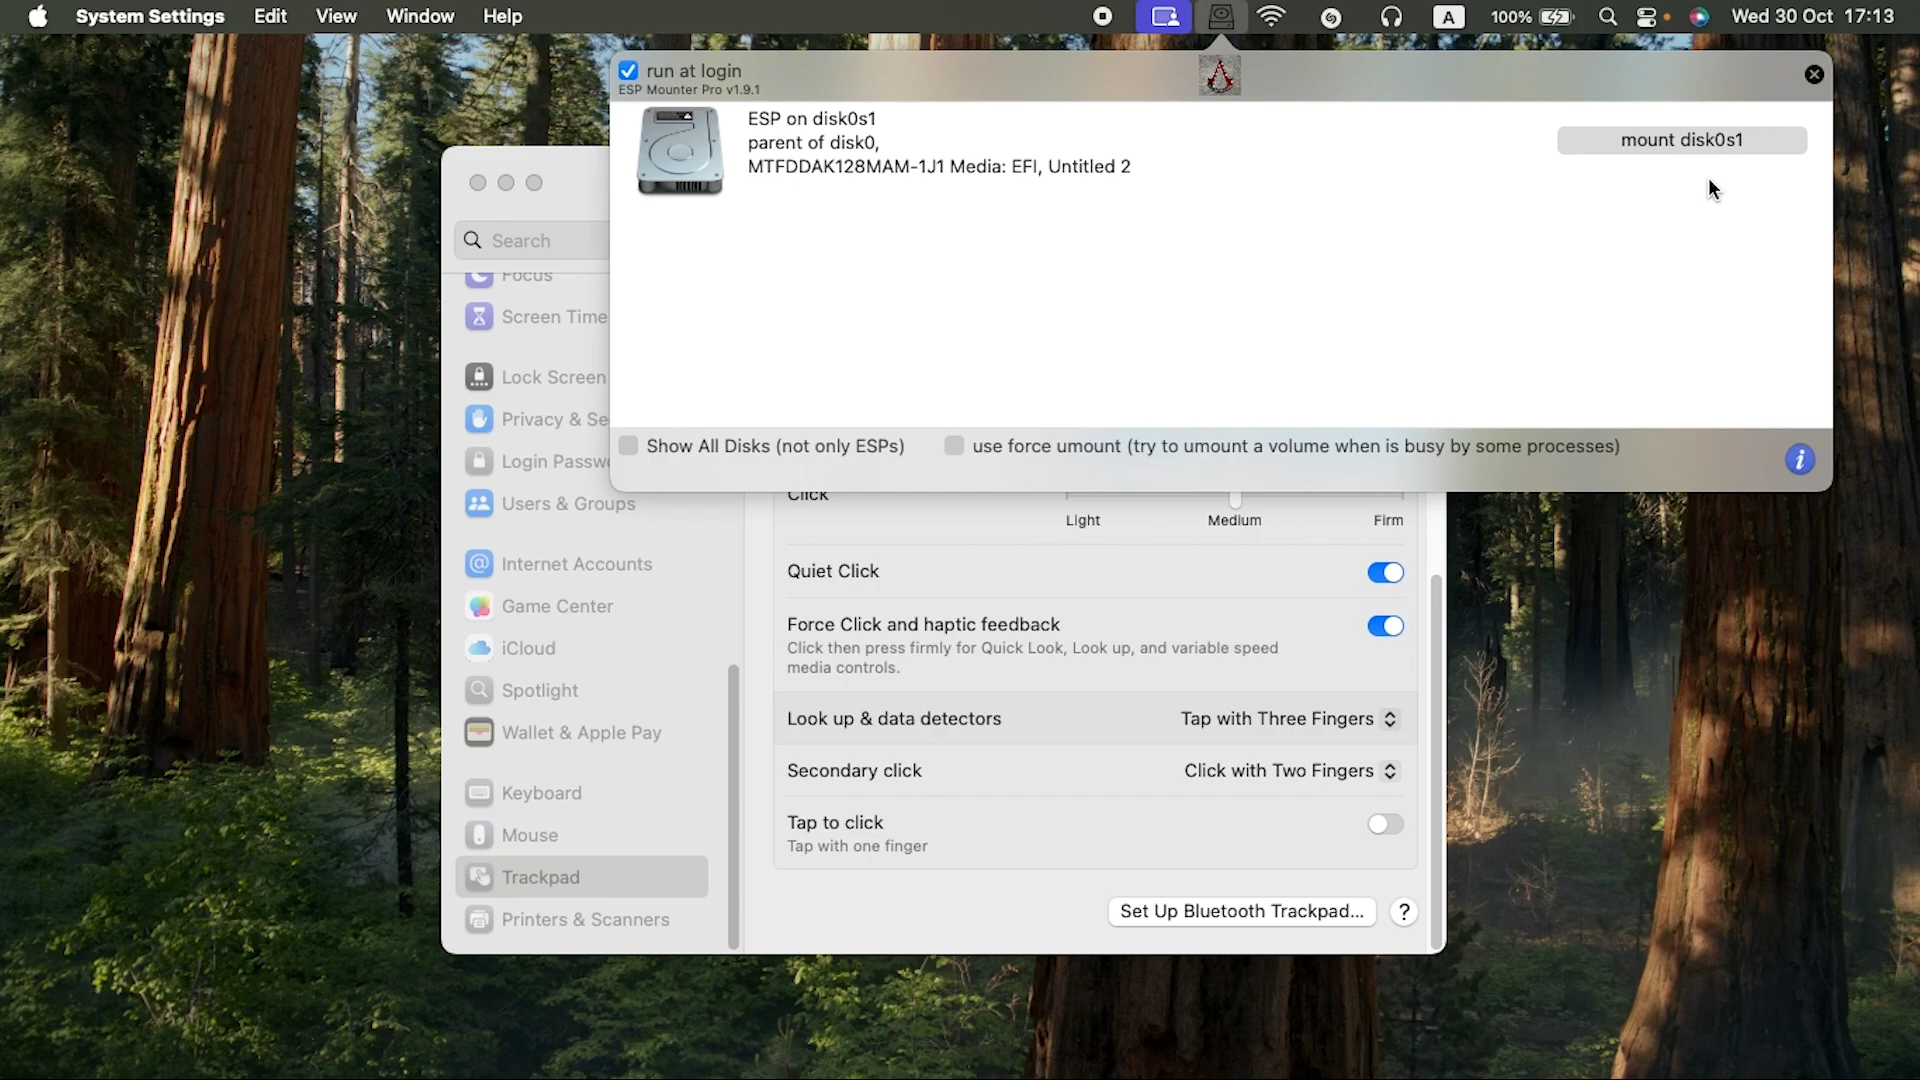 System Settings Edit View Window Help
A 100% Wed 30 Oct 17:13
run at login
ESP Mounter Pro v1.9.1
ESP on disk0s1
parent of disk0,
MTFDDAK128MAM-1J1 Media: EFI, Untitled 2
mount disk0s1
Show All Disks (not only ESPs)
use force umount (try to umount a volume when is busy by some processes)
i
Search
Focus
Screen Time
Lock Screen
Privacy & Se
Login Passw
Users & Groups
Internet Accounts
Game Center
iCloud
Spotlight
Wallet & Apple Pay
Keyboard
Mouse
Trackpad
Printers & Scanners
Click
Light Medium Firm
Quiet Click
Force Click and haptic feedback
Click then press firmly for Quick Look, Look up, and variable speed
media controls.
Look up & data detectors Tap with Three Fingers
Secondary click Click with Two Fingers
Tap to click
Tap with one finger
Set Up Bluetooth Trackpad... ?